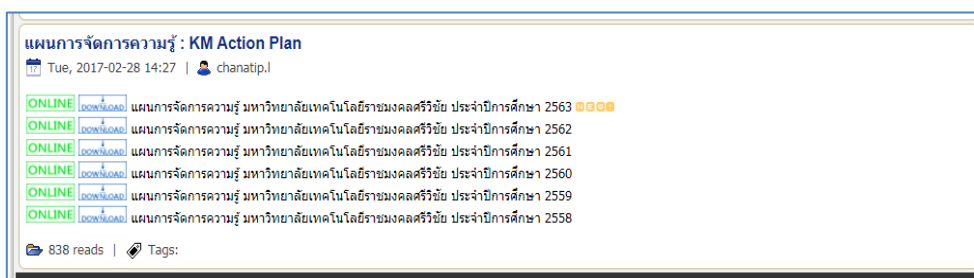 แผนการจัดการความรู้ : KM Action Plan
17 Tue, 2017-02-28 14:27 | chanatip.l
ONLINE DOWNLOAD แผนการจัดการความรู้ มหาวิทยาลัยเทคโนโลยีราชมงคลศรีวิชัย ประจำปีการศึกษา 2563 NEW!
ONLINE DOWNLOAD แผนการจัดการความรู้ มหาวิทยาลัยเทคโนโลยีราชมงคลศรีวิชัย ประจำปีการศึกษา 2562
ONLINE DOWNLOAD แผนการจัดการความรู้ มหาวิทยาลัยเทคโนโลยีราชมงคลศรีวิชัย ประจำปีการศึกษา 2561
ONLINE DOWNLOAD แผนการจัดการความรู้ มหาวิทยาลัยเทคโนโลยีราชมงคลศรีวิชัย ประจำปีการศึกษา 2560
ONLINE DOWNLOAD แผนการจัดการความรู้ มหาวิทยาลัยเทคโนโลยีราชมงคลศรีวิชัย ประจำปีการศึกษา 2559
ONLINE DOWNLOAD แผนการจัดการความรู้ มหาวิทยาลัยเทคโนโลยีราชมงคลศรีวิชัย ประจำปีการศึกษา 2558
838 reads | Tags: